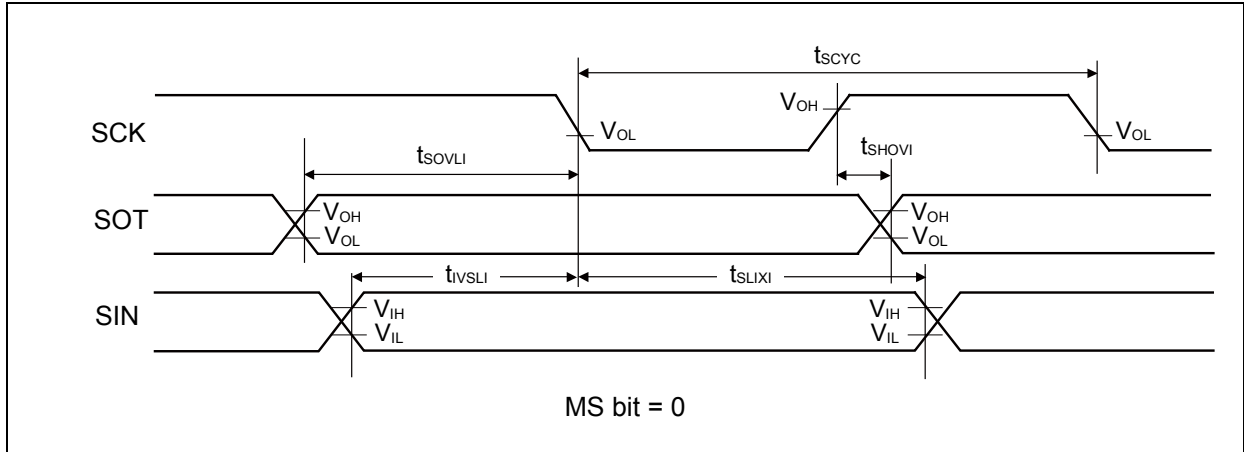 tSCYC
SCK
VOH
VOL
VOL
tSOVLI
tSHOVI
SOT
VOH
VOL
VOH
VOL
tIVSLI
tSLIXI
SIN
VIH
VIL
VIH
VIL
MS bit = 0